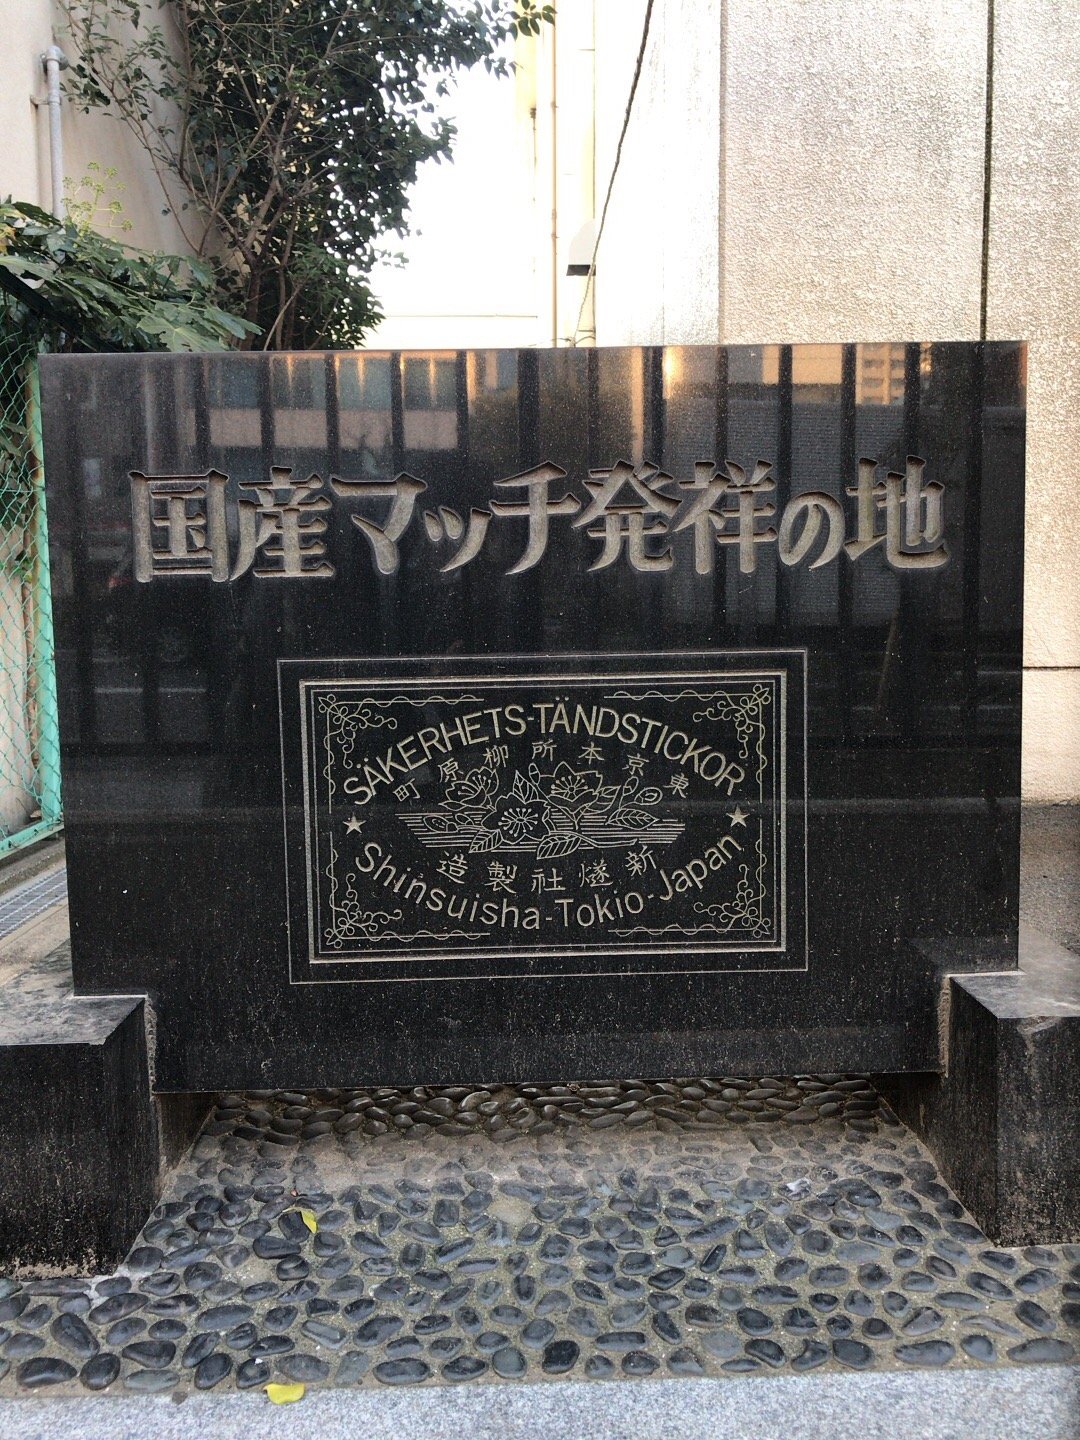 国産マッチ発祥の地
SÄKERHETS-TÄNDSTICKOR
東京本所柳原町
新燧社製造
Shinsuisha-Tokio-Japan